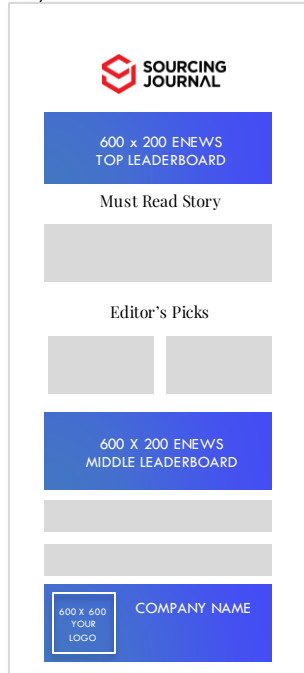 SOURCING
JOURNAL
600 x 200 ENEWS
TOP LEADERBOARD
Must Read Story
Editor’s Picks
600 X 200 ENEWS
MIDDLE LEADERBOARD
600 X 600
YOUR
LOGO
COMPANY NAME